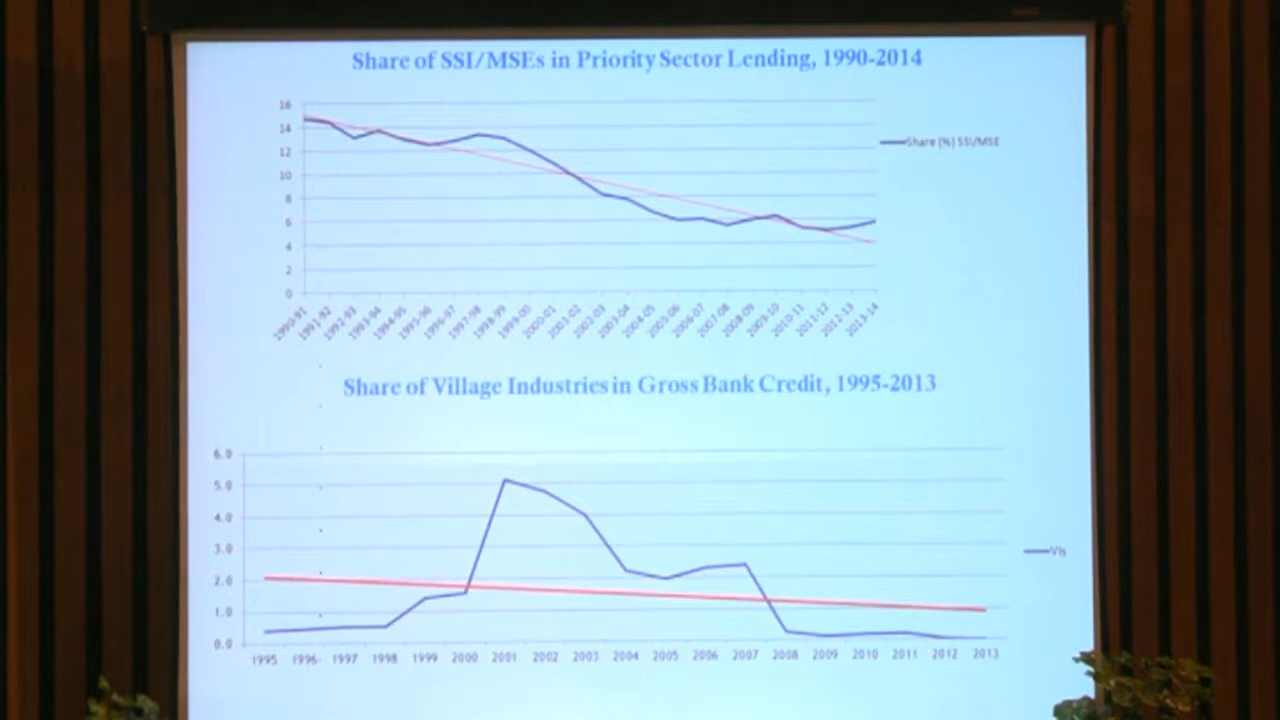 Share of SSI/MSEs in Priority Sector Lending, 1990-2014
16
14
12
10
8
6
4
2
0
Share (%) SSI/MSE
1990-91 1991-92 1992-93 1993-94 1994-95 1995-96 1996-97 1997-98 1998-99 1999-00 2000-01 2001-02 2002-03 2003-04 2004-05 2005-06 2006-07 2007-08 2008-09 2009-10 2010-11 2011-12 2012-13 2013-14
Share of Village Industries in Gross Bank Credit, 1995-2013
6.0
5.0
4.0
3.0
2.0
1.0
0.0
VIs
1995 1996 1997 1998 1999 2000 2001 2002 2003 2004 2005 2006 2007 2008 2009 2010 2011 2012 2013